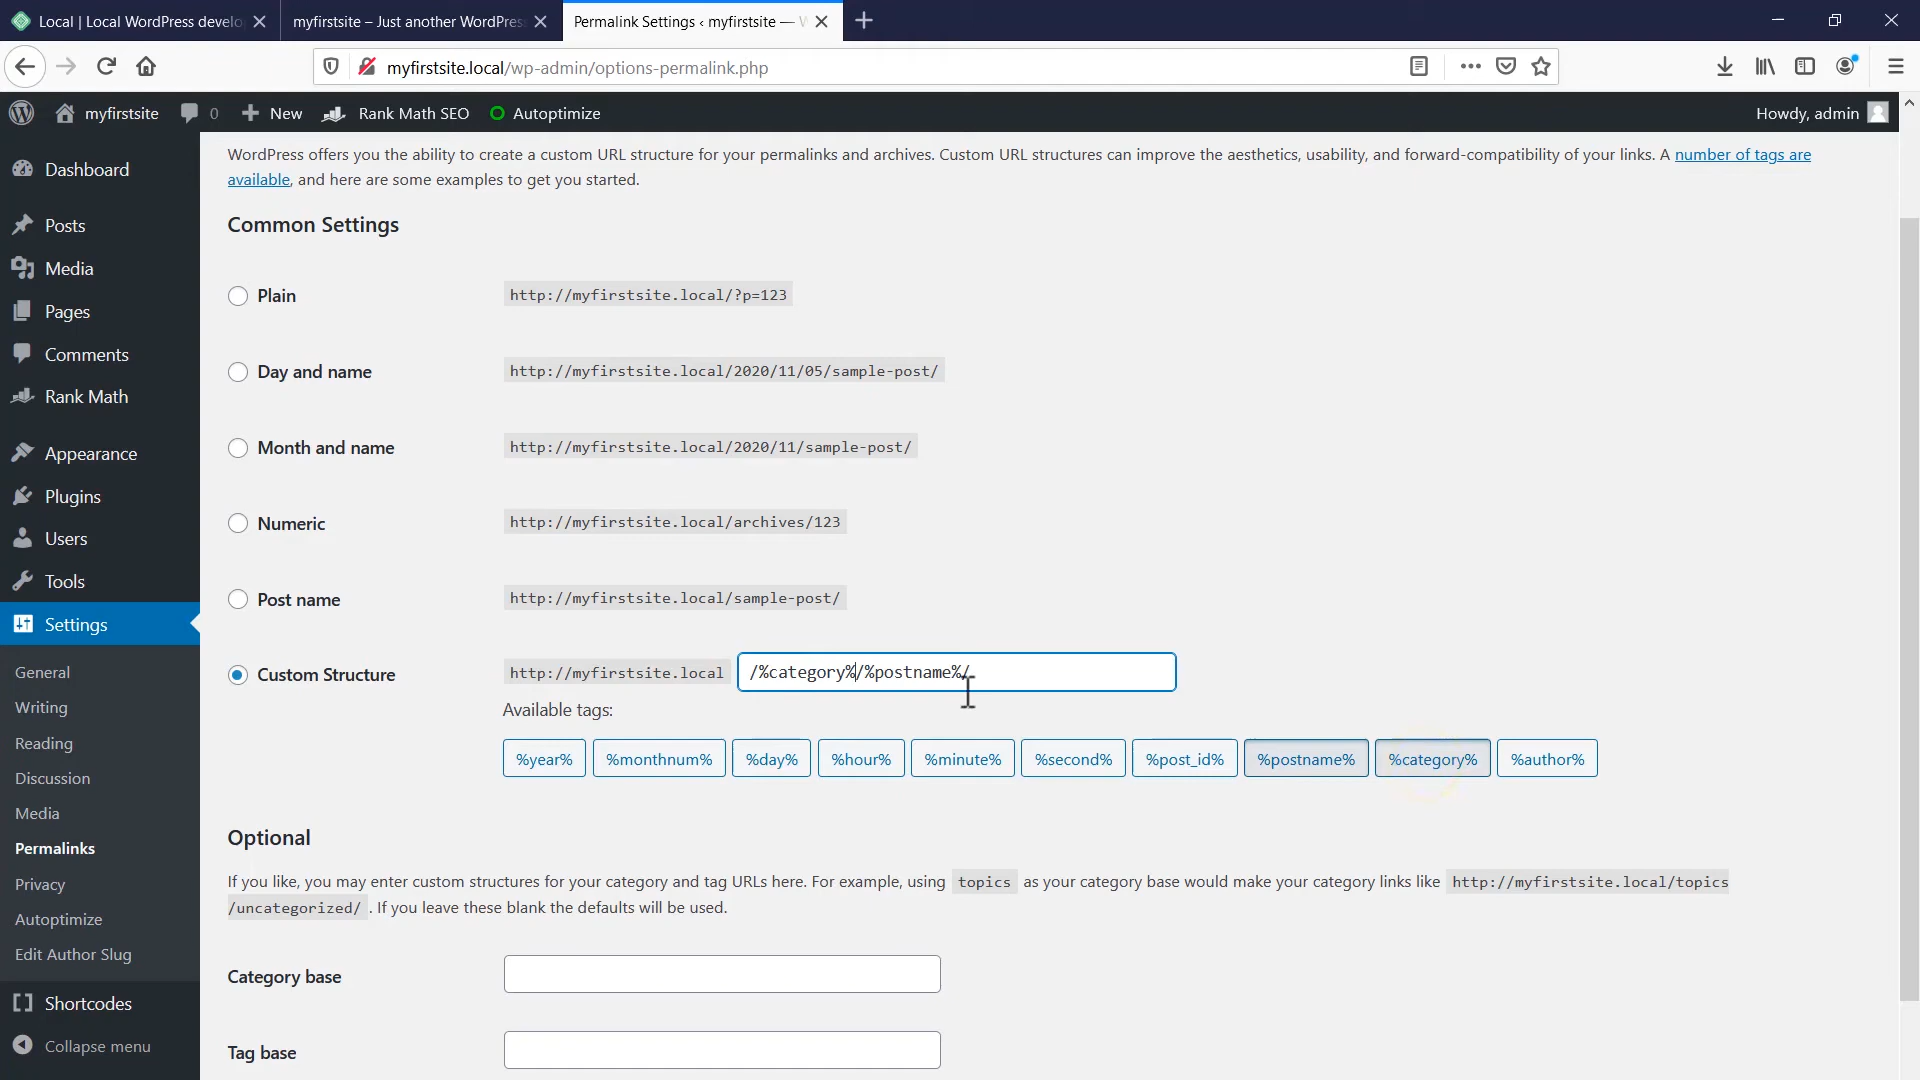 Local | Local WordPress develo
myfirstsite – Just another WordPress
Permalink Settings ‹ myfirstsite — W
myfirstsite.local/wp-admin/options-permalink.php
myfirstsite
0
New
Rank Math SEO
Autoptimize
Howdy, admin
Dashboard
Posts
Media
Pages
Comments
Rank Math
Appearance
Plugins
Users
Tools
Settings
General
Writing
Reading
Discussion
Media
Permalinks
Privacy
Autoptimize
Edit Author Slug
Shortcodes
Collapse menu
WordPress offers you the ability to create a custom URL structure for your permalinks and archives. Custom URL structures can improve the aesthetics, usability, and forward-compatibility of your links. A number of tags are
available, and here are some examples to get you started.
Common Settings
Plain
http://myfirstsite.local/?p=123
Day and name
http://myfirstsite.local/2020/11/05/sample-post/
Month and name
http://myfirstsite.local/2020/11/sample-post/
Numeric
http://myfirstsite.local/archives/123
Post name
http://myfirstsite.local/sample-post/
Custom Structure
http://myfirstsite.local
/%category%/%postname%/
Available tags:
%year%
%monthnum%
%day%
%hour%
%minute%
%second%
%post_id%
%postname%
%category%
%author%
Optional
If you like, you may enter custom structures for your category and tag URLs here. For example, using topics as your category base would make your category links like http://myfirstsite.local/topics
/uncategorized/ . If you leave these blank the defaults will be used.
Category base
Tag base